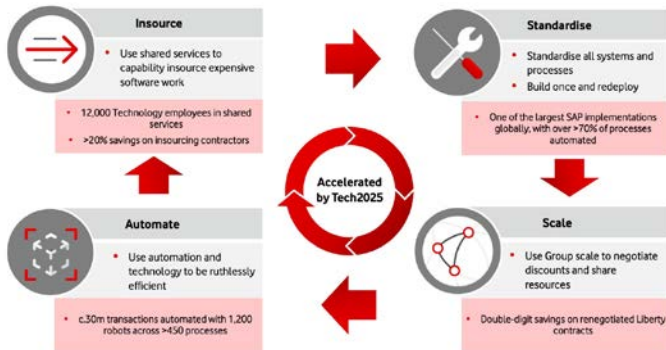 Insource
Use shared services to
capability insource expensive
software work
12,000 Technology employees in shared
services
>20% savings on insourcing contractors
Standardise
Standardise all systems and
processes
Build once and redeploy
One of the largest SAP implementations
globally, with over >70% of processes
automated
Accelerated
by Tech2025
Automate
Use automation and
technology to be ruthlessly
efficient
c.30m transactions automated with 1,200
robots across >450 processes
Scale
Use Group scale to negotiate
discounts and share
resources
Double-digit savings on renegotiated Liberty
contracts